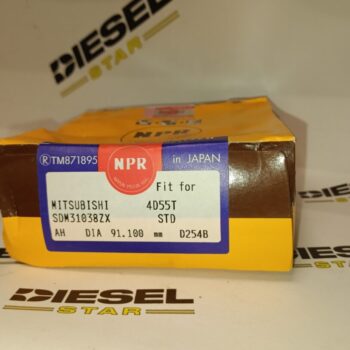 DIESEL
STAR
NPR
®TM871895
NPR
in JAPAN
Fit for
MITSUBISHI 4D55T
SDM31038ZX STD
AH DIA 91.100 mm D254B
DIESEL
STAR